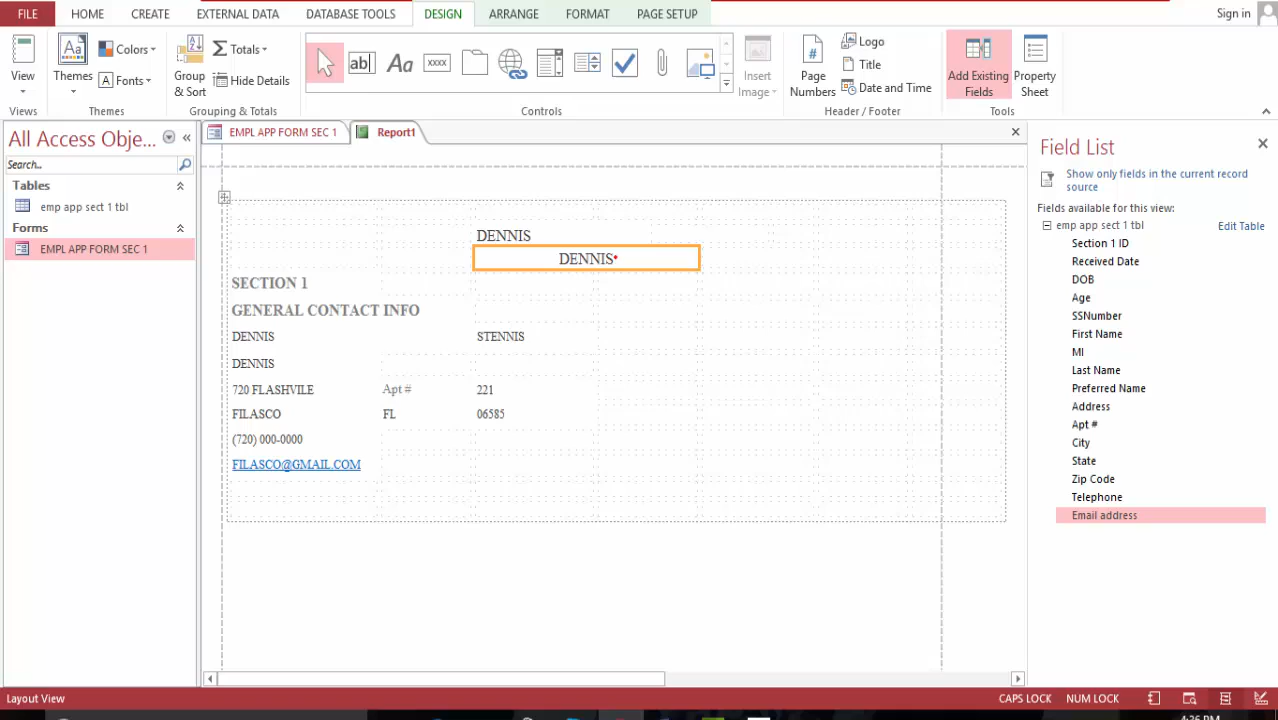 FILE HOME CREATE EXTERNAL DATA DATABASE TOOLS DESIGN ARRANGE FORMAT PAGE SETUP Sign in
View
Themes
Colors
Fonts
Group & Sort
Totals
Hide Details
ab|
Aa
xxxx
Insert Image
Page Numbers
Logo
Title
Date and Time
Add Existing Fields
Property Sheet
Views Themes Grouping & Totals Controls Header / Footer Tools
All Access Obje...
Search...
Tables
emp app sect 1 tbl
Forms
EMPL APP FORM SEC 1
EMPL APP FORM SEC 1 Report1
DENNIS
DENNIS
SECTION 1
GENERAL CONTACT INFO
DENNIS STENNIS
DENNIS
720 FLASHVILE Apt # 221
FILASCO FL 06585
(720) 000-0000
FILASCO@GMAIL.COM
Field List
Show only fields in the current record
source
Fields available for this view:
emp app sect 1 tbl Edit Table
Section 1 ID
Received Date
DOB
Age
SSNumber
First Name
MI
Last Name
Preferred Name
Address
Apt #
City
State
Zip Code
Telephone
Email address
Layout View CAPS LOCK NUM LOCK